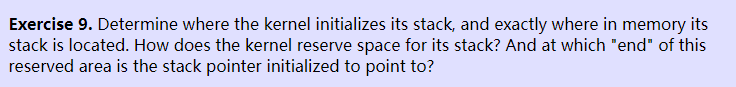 Exercise 9. Determine where the kernel initializes its stack, and exactly where in memory its
stack is located. How does the kernel reserve space for its stack? And at which "end" of this
reserved area is the stack pointer initialized to point to?